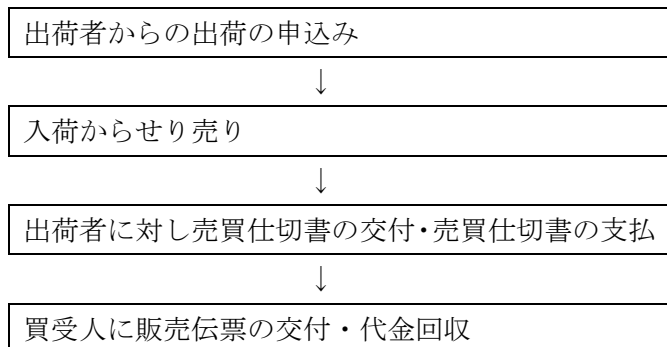 出荷者からの出荷の申込み
↓
入荷からせり売り
↓
出荷者に対し売買仕切書の交付・売買仕切書の支払
↓
買受人に販売伝票の交付・代金回収